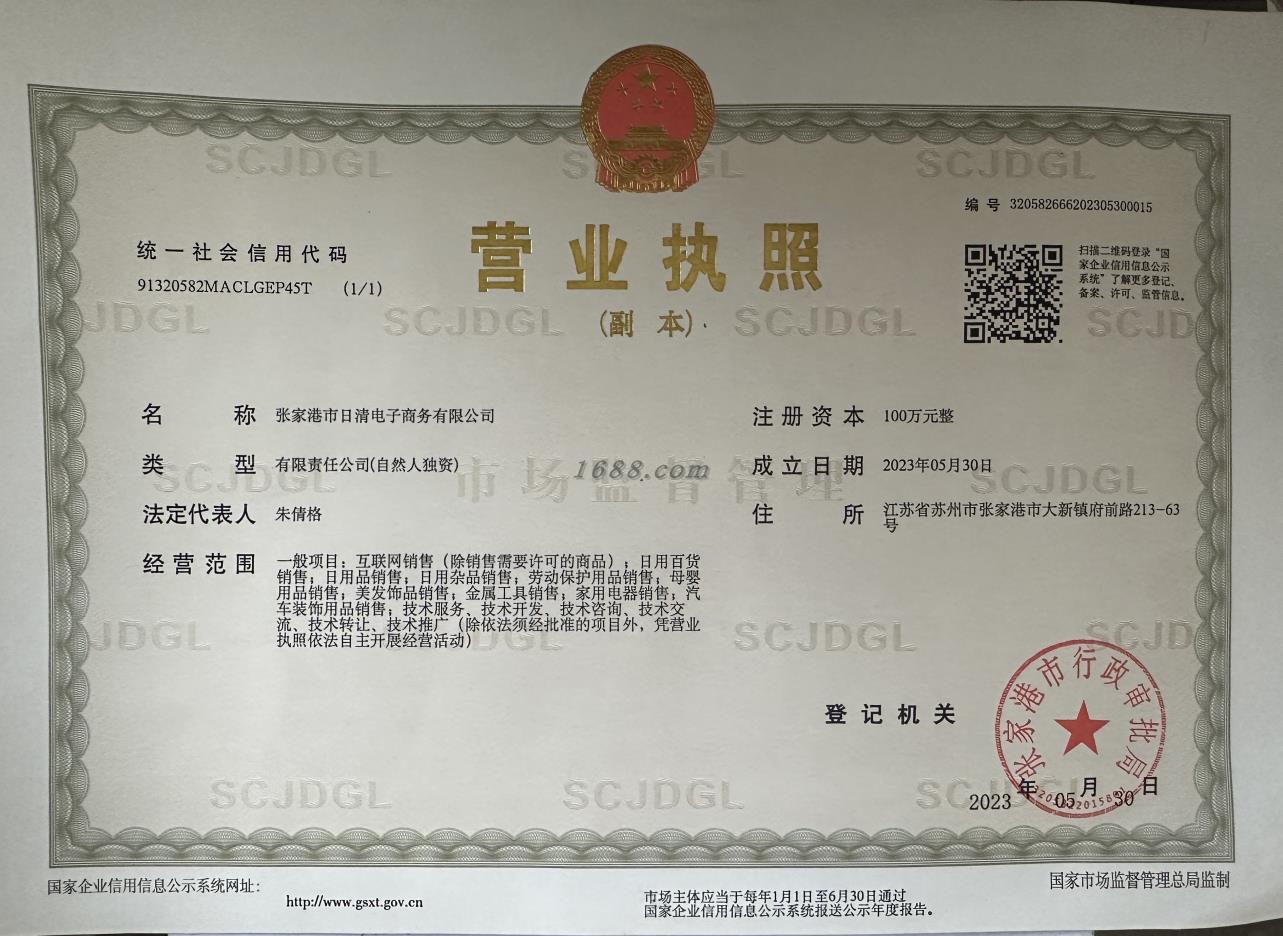 编号 320582666202305300015
统一社会信用代码
91320582MACLGEP45T (1/1)
营业执照
(副本)
扫描二维码登录“国
家企业信用信息公示
系统”了解更多登记、
备案、许可、监管信息。
名称 张家港市日清电子商务有限公司
类型 有限责任公司(自然人独资)
法定代表人 朱倩格
经营范围 一般项目：互联网销售（除销售需要许可的商品）；日用百货
销售；日用品销售；日用杂品销售；劳动保护用品销售；母婴
用品销售；美发饰品销售；金属工具销售；家用电器销售；汽
车装饰用品销售；技术服务、技术开发、技术咨询、技术交
流、技术转让、技术推广（除依法须经批准的项目外，凭营业
执照依法自主开展经营活动）
注册资本 100万元整
成立日期 2023年05月30日
住所 江苏省苏州市张家港市大新镇府前路213-63
号
1688.com
市场监督管理
SCJDGL
登记机关
张家港市行政审批局
2023年05月30日
国家企业信用信息公示系统网址：
http://www.gsxt.gov.cn
市场主体应当于每年1月1日至6月30日通过
国家企业信用信息公示系统报送公示年度报告。
国家市场监督管理总局监制